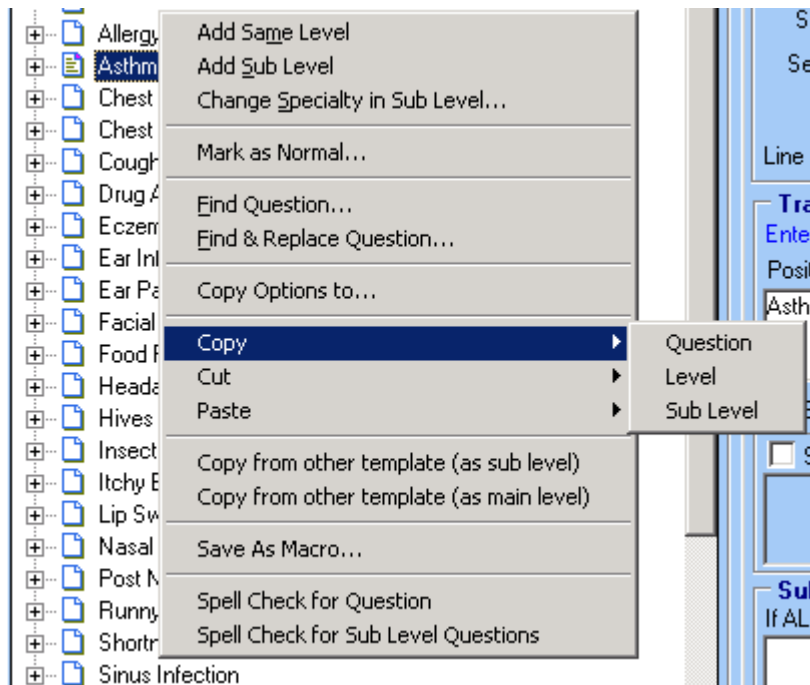 Allergy
Asthm
Chest
Chest
Cough
Drug A
Eczem
Ear In
Ear Pa
Facial
Food
Heada
Hives
Insect
Itchy E
Lip Sw
Nasal
Post N
Runny
Shortn
Sinus Infection
Add Same Level
Add Sub Level
Change Specialty in Sub Level...
Mark as Normal...
Find Question...
Find & Replace Question...
Copy Options to...
Copy
Cut
Paste
Copy from other template (as sub level)
Copy from other template (as main level)
Save As Macro...
Spell Check for Question
Spell Check for Sub Level Questions
Question
Level
Sub Level
S
Se
Line
Tra
Ente
Posit
Asth
S
Sul
If AL